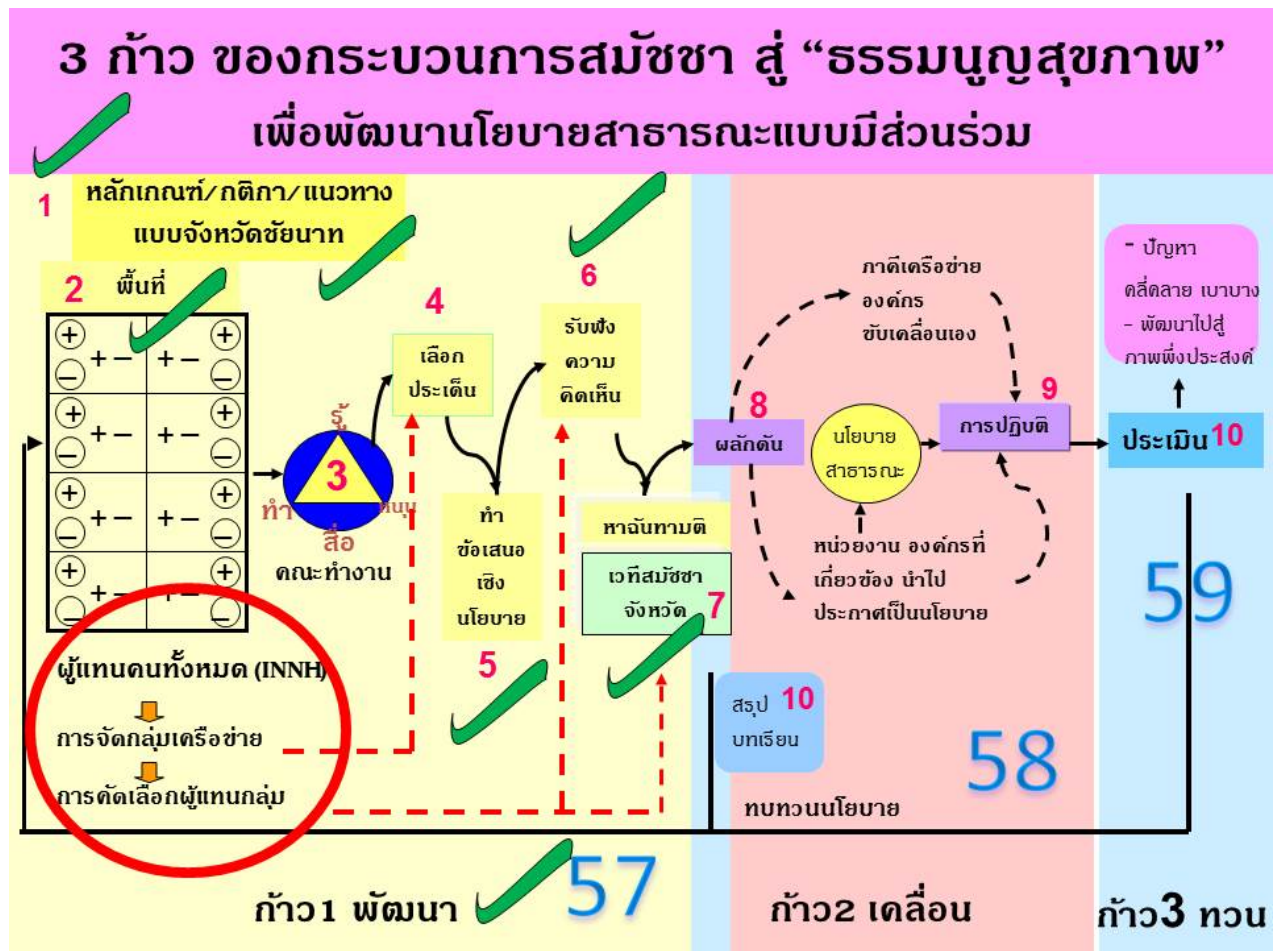 3 ก้าว ของกระบวนการสมัชชา สู่ “ธรรมนูญสุขภาพ”
เพื่อพัฒนานโยบายสาธารณะแบบมีส่วนร่วม
1
หลักเกณฑ์/กติกา/แนวทาง
แบบจังหวัดชัยนาท
2
พื้นที่
+ + − + − +
− −
+ + − + − +
− −
+ + − + − +
− −
+ + − + − +
− −
ผู้แทนคนทั้งหมด (INNH)
การจัดกลุ่มเครือข่าย
การคัดเลือกผู้แทนกลุ่ม
รู้
3
ทำ
หนุน
สื่อ
คณะทำงาน
4
เลือก
ประเด็น
ทำ
ข้อเสนอ
เชิง
นโยบาย
5
6
รับฟัง
ความ
คิดเห็น
หาฉันทามติ
เวทีสมัชชา
จังหวัด
7
8
ผลักดัน
ภาคีเครือข่าย
องค์กร
ขับเคลื่อนเอง
นโยบาย
สาธารณะ
หน่วยงาน องค์กรที่
เกี่ยวข้อง นำไป
ประกาศเป็นนโยบาย
9
การปฏิบัติ
- ปัญหา
คลี่คลาย เบาบาง
- พัฒนาไปสู่
ภาพพึ่งประสงค์
ประเมิน 10
สรุป 10
บทเรียน
ทบทวนนโยบาย
57
58
59
ก้าว1 พัฒนา
ก้าว2 เคลื่อน
ก้าว3 ทวน